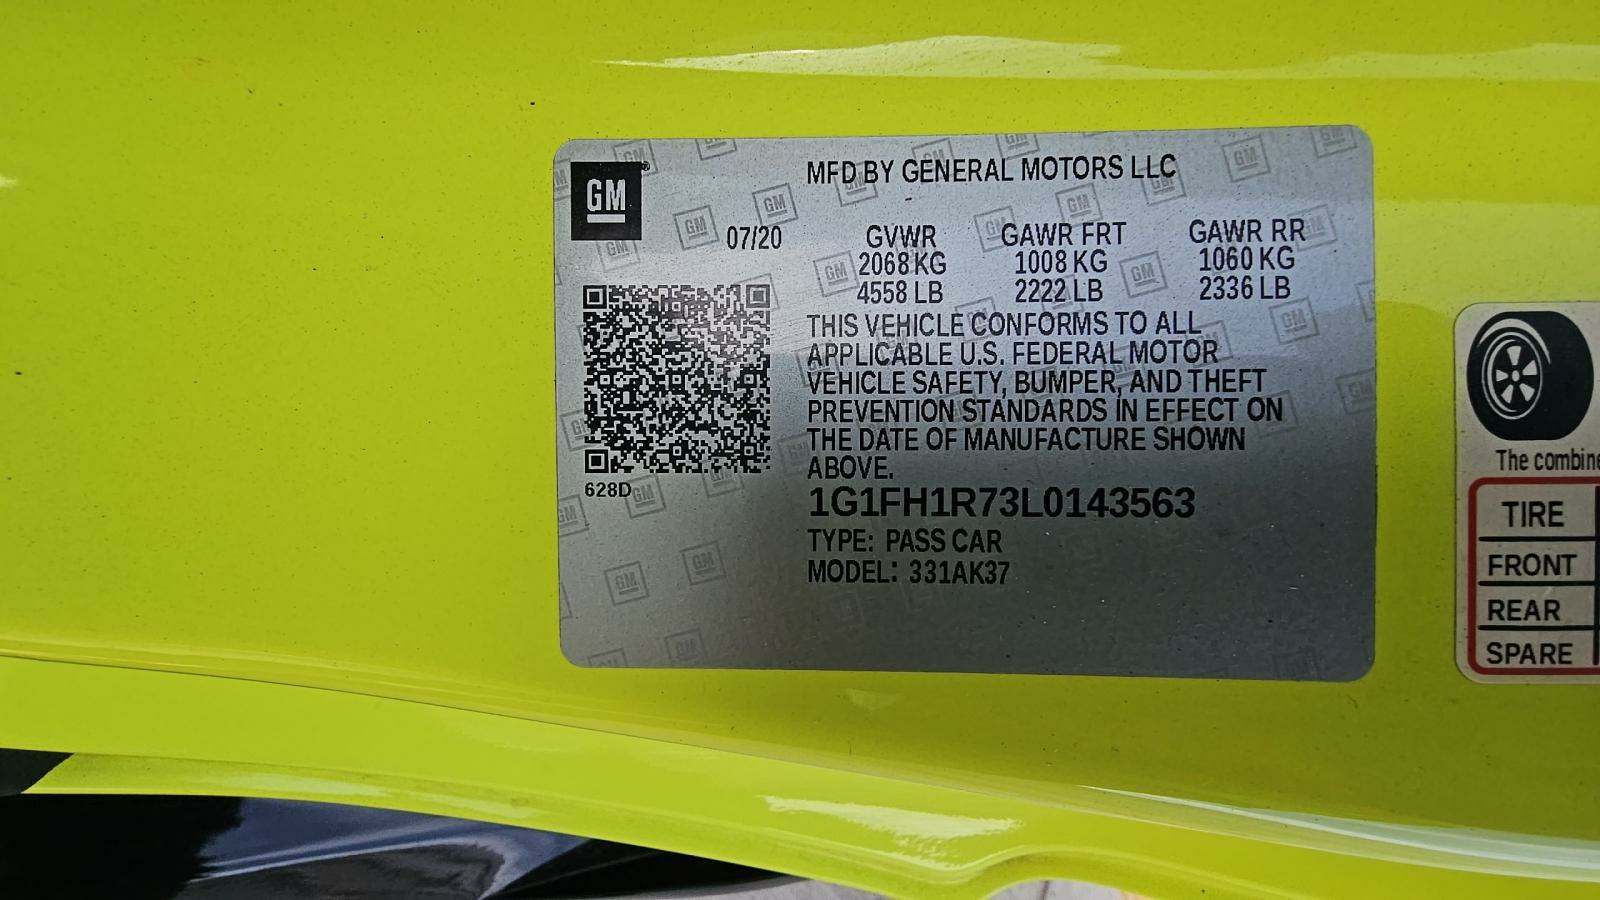 GM
MFD BY GENERAL MOTORS LLC
07/20
GVWR GAWR FRT GAWR RR
2068 KG 1008 KG 1060 KG
4558 LB 2222 LB 2336 LB
THIS VEHICLE CONFORMS TO ALL
APPLICABLE U.S. FEDERAL MOTOR
VEHICLE SAFETY, BUMPER, AND THEFT
PREVENTION STANDARDS IN EFFECT ON
THE DATE OF MANUFACTURE SHOWN
ABOVE.
628D
1G1FH1R73L0143563
TYPE: PASS CAR
MODEL: 331AK37
The combine
TIRE
FRONT
REAR
SPARE